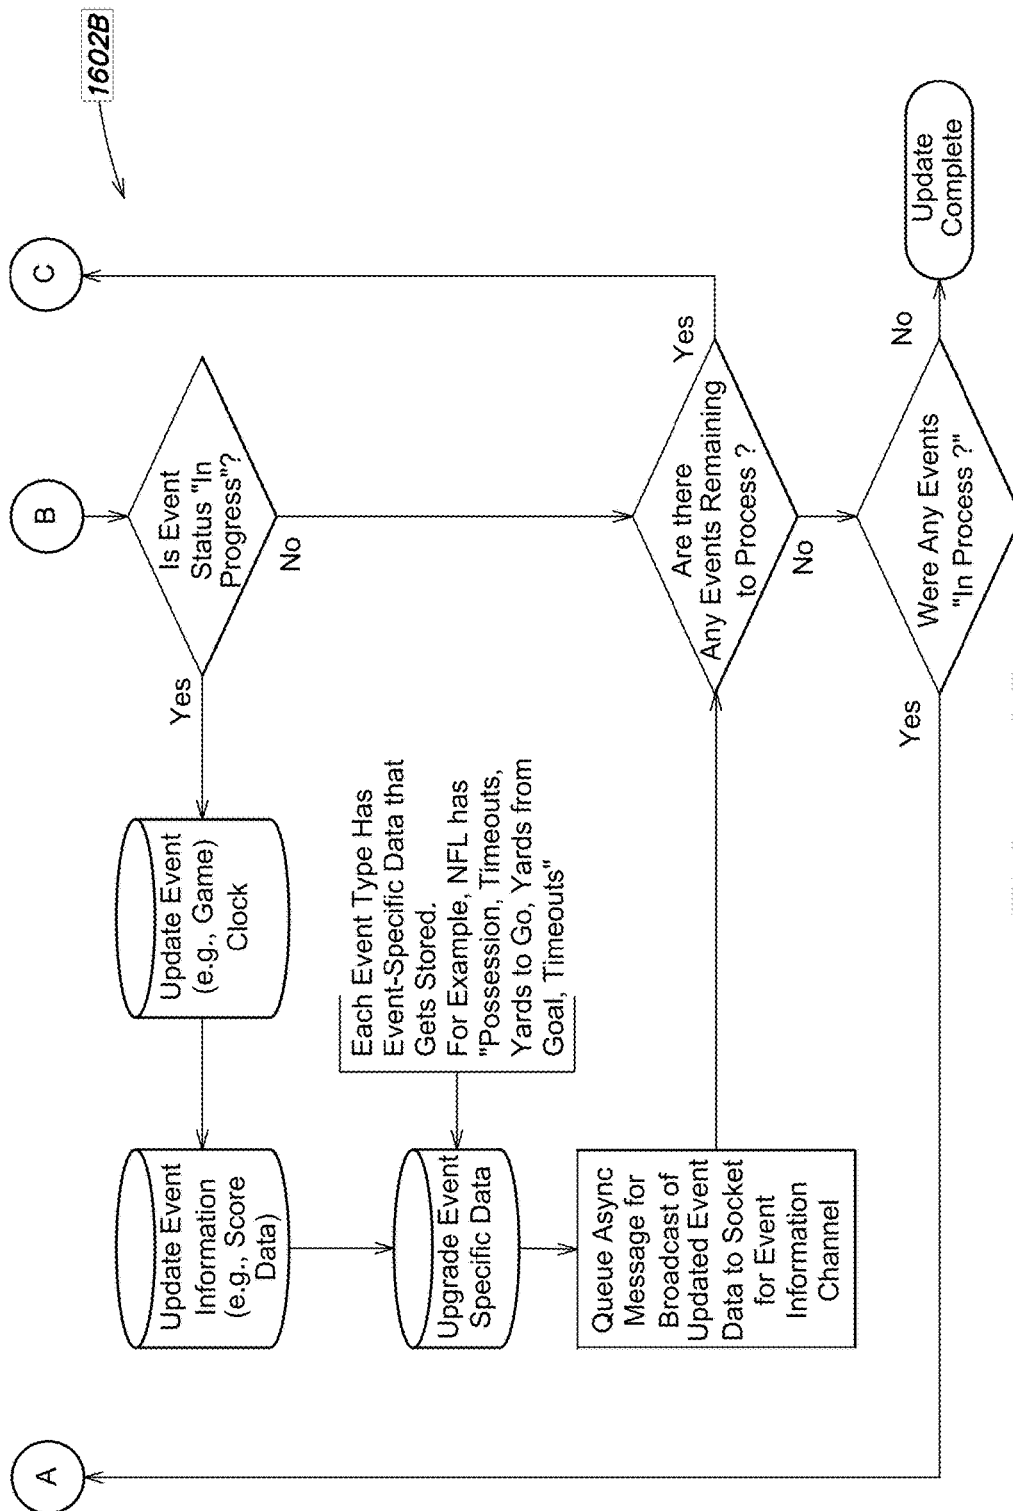 1602B
A
B
C
Is Event
Status "In
Progress"?
Yes
No
Update Event
(e.g., Game)
Clock
Update Event
Information
(e.g., Score
Data)
Each Event Type Has
Event-Specific Data that
Gets Stored.
For Example, NFL has
"Possession, Timeouts,
Yards to Go, Yards from
Goal, Timeouts"
Upgrade Event
Specific Data
Queue Async
Message for
Broadcast of
Updated Event
Data to Socket
for Event
Information
Channel
Are there
Any Events Remaining
to Process ?
Yes
No
Were Any Events
"In Process ?"
Yes
No
Update
Complete